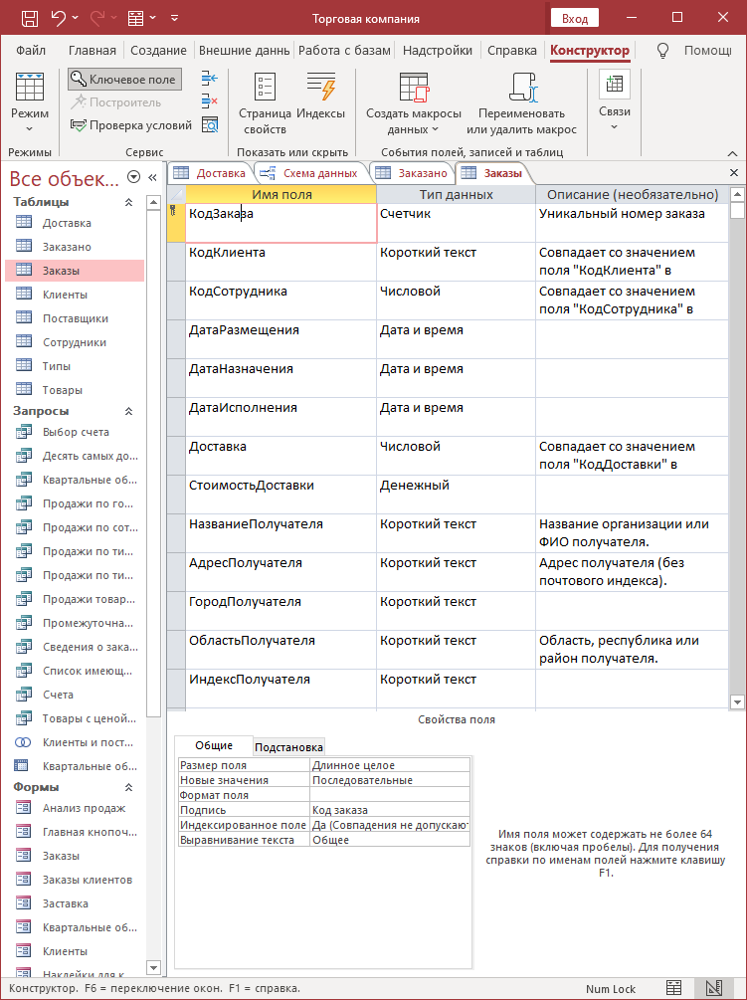 Торговая компания
Вход
Файл Главная Создание Внешние даннь Работа с базам Надстройки Справка Конструктор Помощь
Режим
Режимы
Ключевое поле
Построитель
Проверка условий
Сервис
Страница свойств
Индексы
Показать или скрыть
Создать макросы данных
Переименовать или удалить макрос
События полей, записей и таблиц
Связи
Все объек...
Таблицы
Доставка
Заказано
Заказы
Клиенты
Поставщики
Сотрудники
Типы
Товары
Запросы
Выбор счета
Десять самых до...
Квартальные об...
Продажи по го...
Продажи по сот...
Продажи по ти...
Продажи по ти...
Продажи товар...
Промежуточна...
Сведения о зака...
Список имеющ...
Счета
Товары с ценой...
Клиенты и пост...
Квартальные об...
Формы
Анализ продаж
Главная кнопоч...
Заказы
Заказы клиентов
Заставка
Квартальные об...
Клиенты
Наклейки для к...
Доставка Схема данных Заказано Заказы
Имя поля Тип данных Описание (необязательно)
КодЗаказа Счетчик Уникальный номер заказа
КодКлиента Короткий текст Совпадает со значением
поля "КодКлиента" в
КодСотрудника Числовой Совпадает со значением
поля "КодСотрудника" в
ДатаРазмещения Дата и время
ДатаНазначения Дата и время
ДатаИсполнения Дата и время
Доставка Числовой Совпадает со значением
поля "КодДоставки" в
СтоимостьДоставки Денежный
НазваниеПолучателя Короткий текст Название организации или
ФИО получателя.
АдресПолучателя Короткий текст Адрес получателя (без
почтового индекса).
ГородПолучателя Короткий текст
ОбластьПолучателя Короткий текст Область, республика или
район получателя.
ИндексПолучателя Короткий текст
Свойства поля
Общие Подстановка
Размер поля Длинное целое
Новые значения Последовательные
Формат поля
Подпись Код заказа
Индексированное поле Да (Совпадения не допускают
Выравнивание текста Общее
Имя поля может содержать не более 64
знаков (включая пробелы). Для получения
справки по именам полей нажмите клавишу
F1.
Конструктор. F6 = переключение окон. F1 = справка.
Num Lock